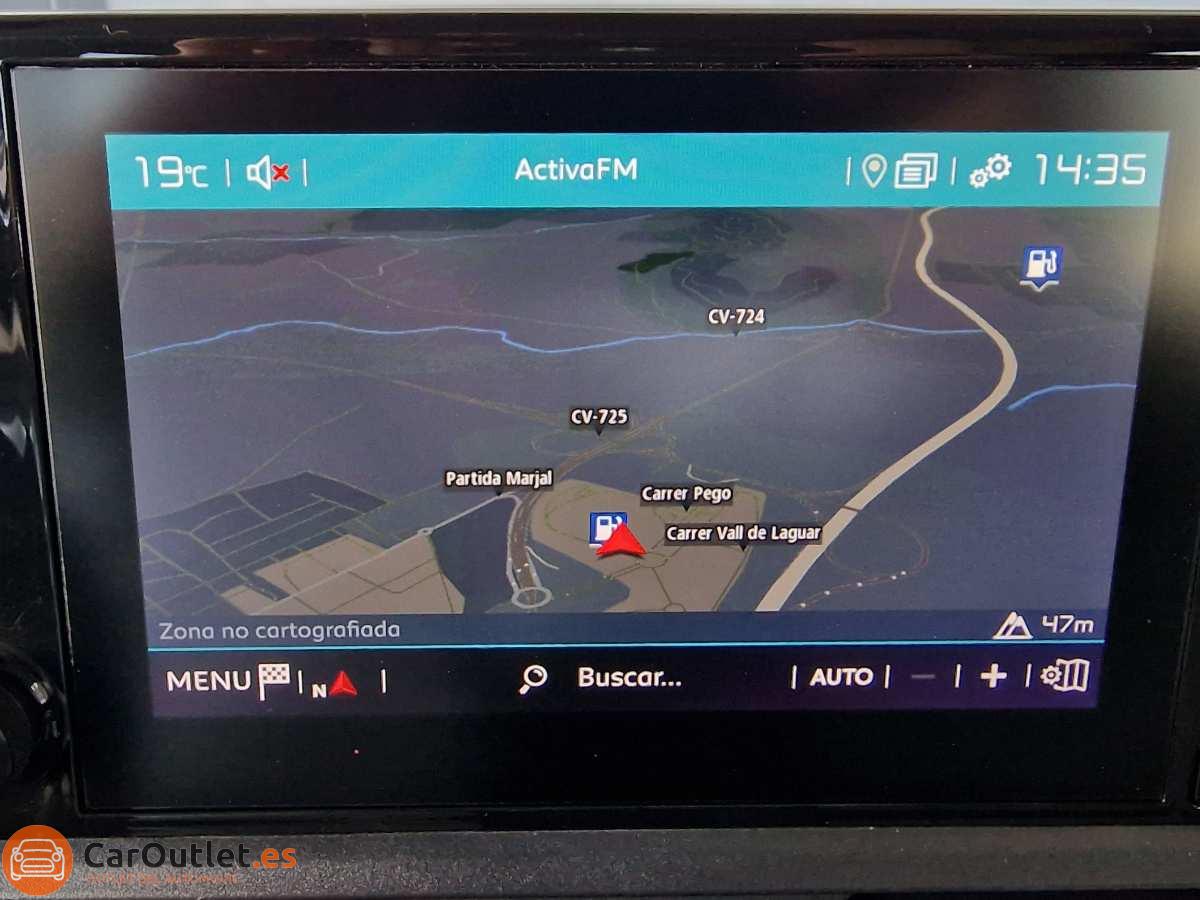 19°C ActivaFM 14:35
CV-724
CV-725
Partida Marjal
Carrer Pego
Carrer Vall de Laguar
Zona no cartografiada 47m
MENU N Buscar... AUTO − +
CarOutlet.es